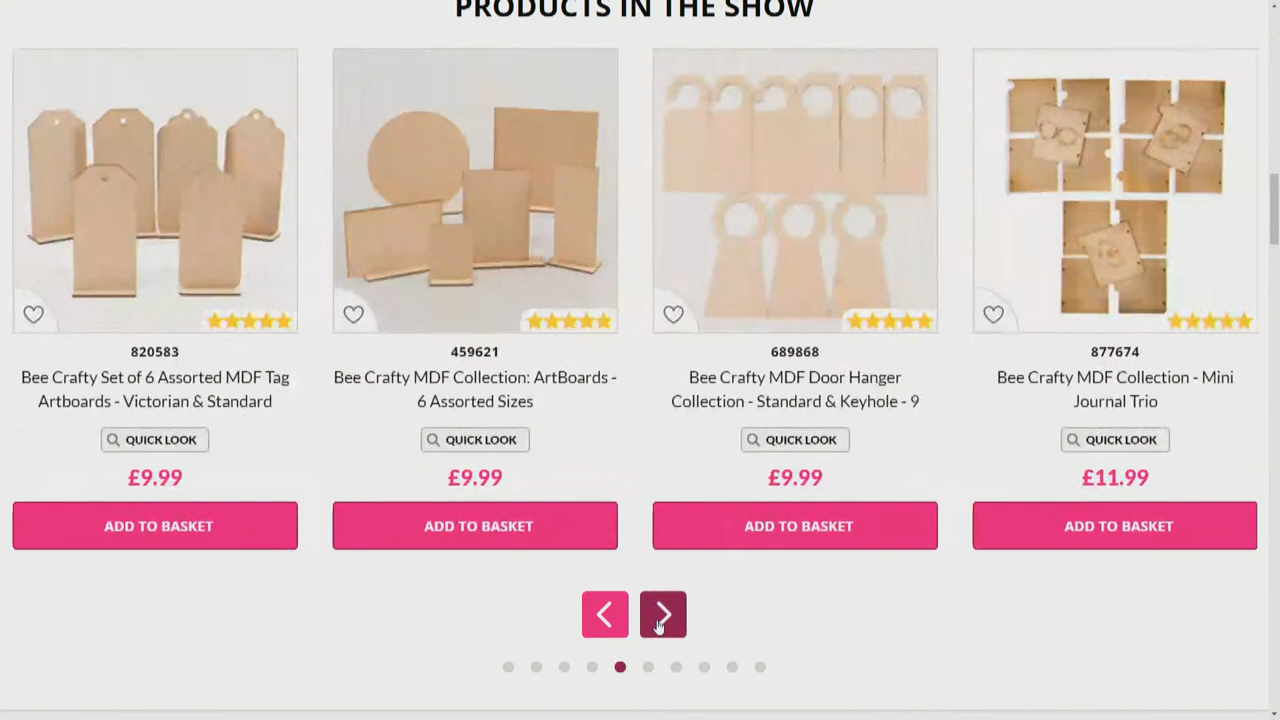 PRODUCTS IN THE SHOW
820583
Bee Crafty Set of 6 Assorted MDF Tag
Artboards - Victorian & Standard
QUICK LOOK
£9.99
ADD TO BASKET
459621
Bee Crafty MDF Collection: ArtBoards -
6 Assorted Sizes
QUICK LOOK
£9.99
ADD TO BASKET
689868
Bee Crafty MDF Door Hanger
Collection - Standard & Keyhole - 9
QUICK LOOK
£9.99
ADD TO BASKET
877674
Bee Crafty MDF Collection - Mini
Journal Trio
QUICK LOOK
£11.99
ADD TO BASKET